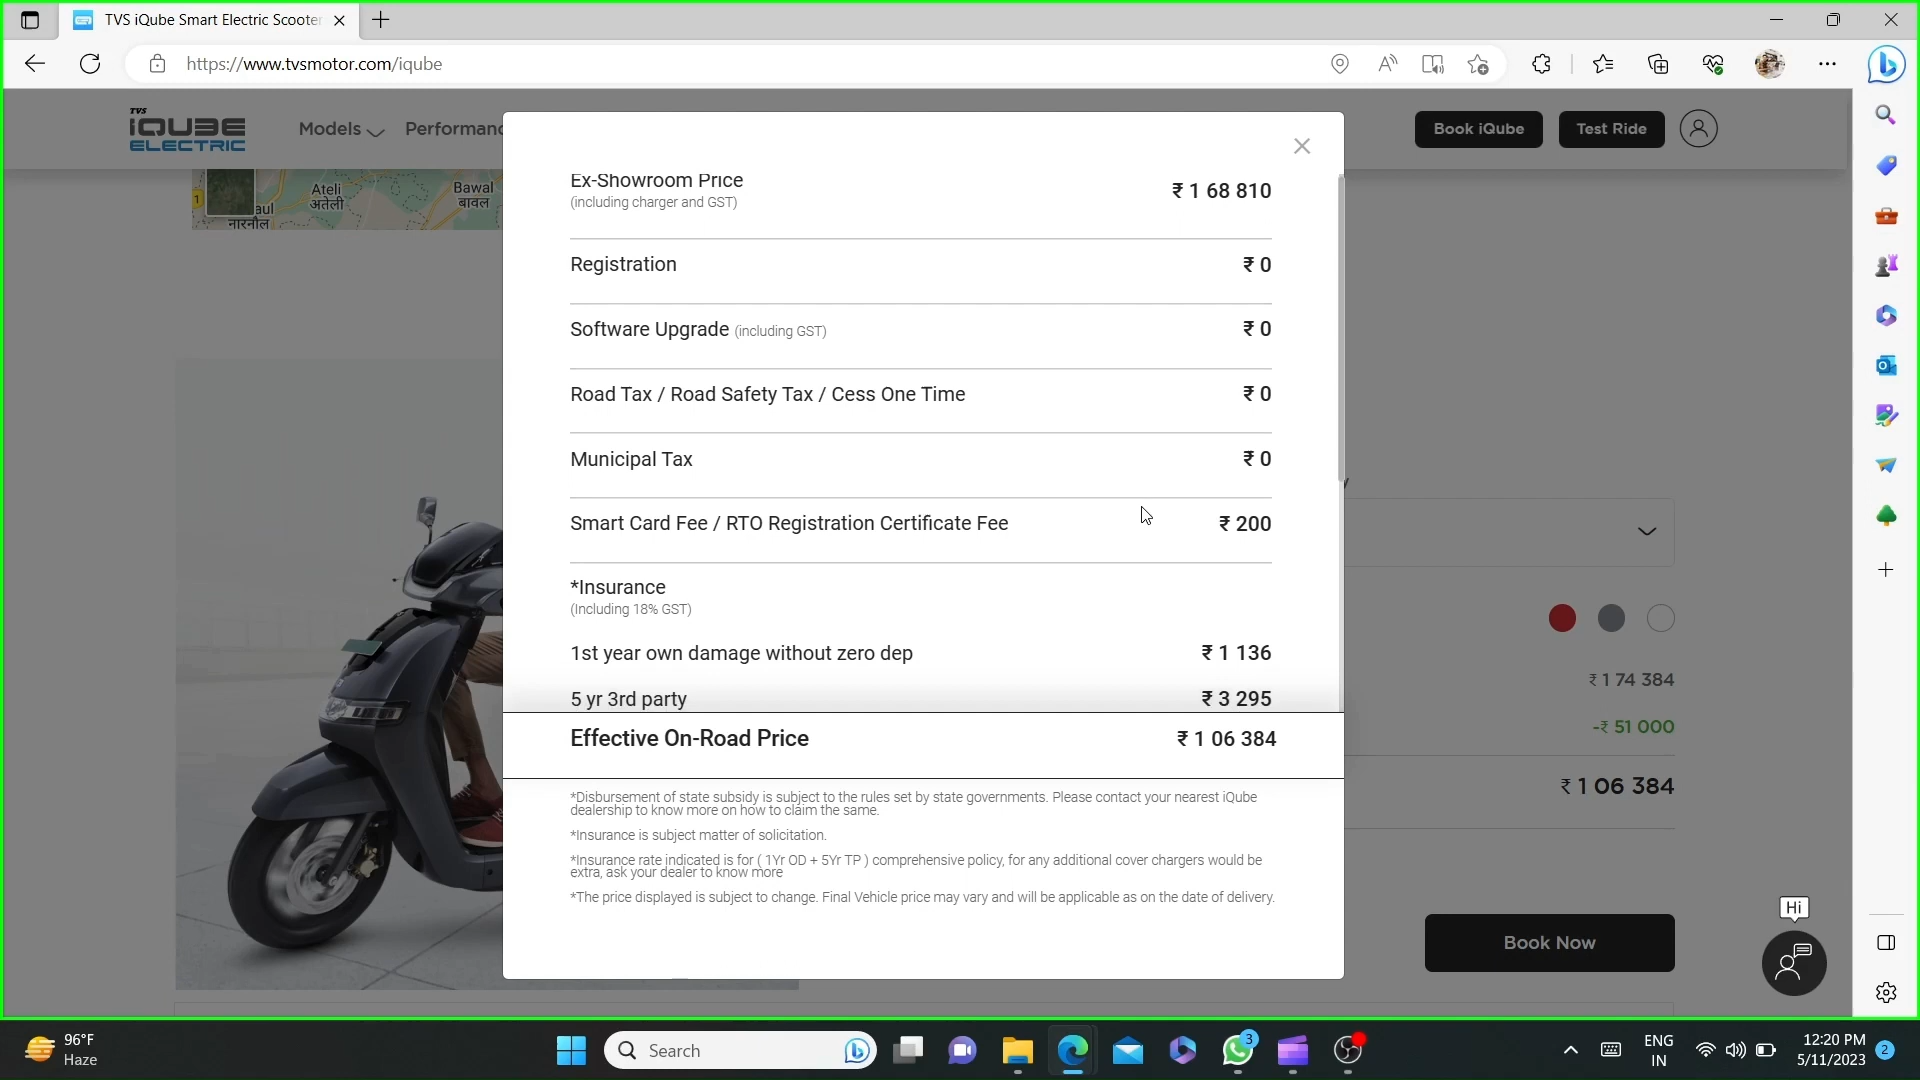 TVS iQube Smart Electric Scooter
https://www.tvsmotor.com/iqube
TVS
iQUBE
ELECTRIC
Models
Performanc
Book iQube
Test Ride
1
aul
नारनौल
Ateli
अतेली
Bawal
बावल
Ex-Showroom Price
(including charger and GST)
₹ 1 68 810
Registration
₹ 0
Software Upgrade (including GST)
₹ 0
Road Tax / Road Safety Tax / Cess One Time
₹ 0
Municipal Tax
₹ 0
Smart Card Fee / RTO Registration Certificate Fee
₹ 200
*Insurance
(Including 18% GST)
1st year own damage without zero dep
₹ 1 136
5 yr 3rd party
₹ 3 295
Effective On-Road Price
₹ 1 06 384
*Disbursement of state subsidy is subject to the rules set by state governments. Please contact your nearest iQube
dealership to know more on how to claim the same.
*Insurance is subject matter of solicitation.
*Insurance rate indicated is for ( 1Yr OD + 5Yr TP ) comprehensive policy, for any additional cover chargers would be
extra, ask your dealer to know more
*The price displayed is subject to change. Final Vehicle price may vary and will be applicable as on the date of delivery.
₹ 1 74 384
-₹ 51 000
₹ 1 06 384
Hi
Book Now
96°F
Haze
Search
3
ENG
IN
12:20 PM
5/11/2023
2